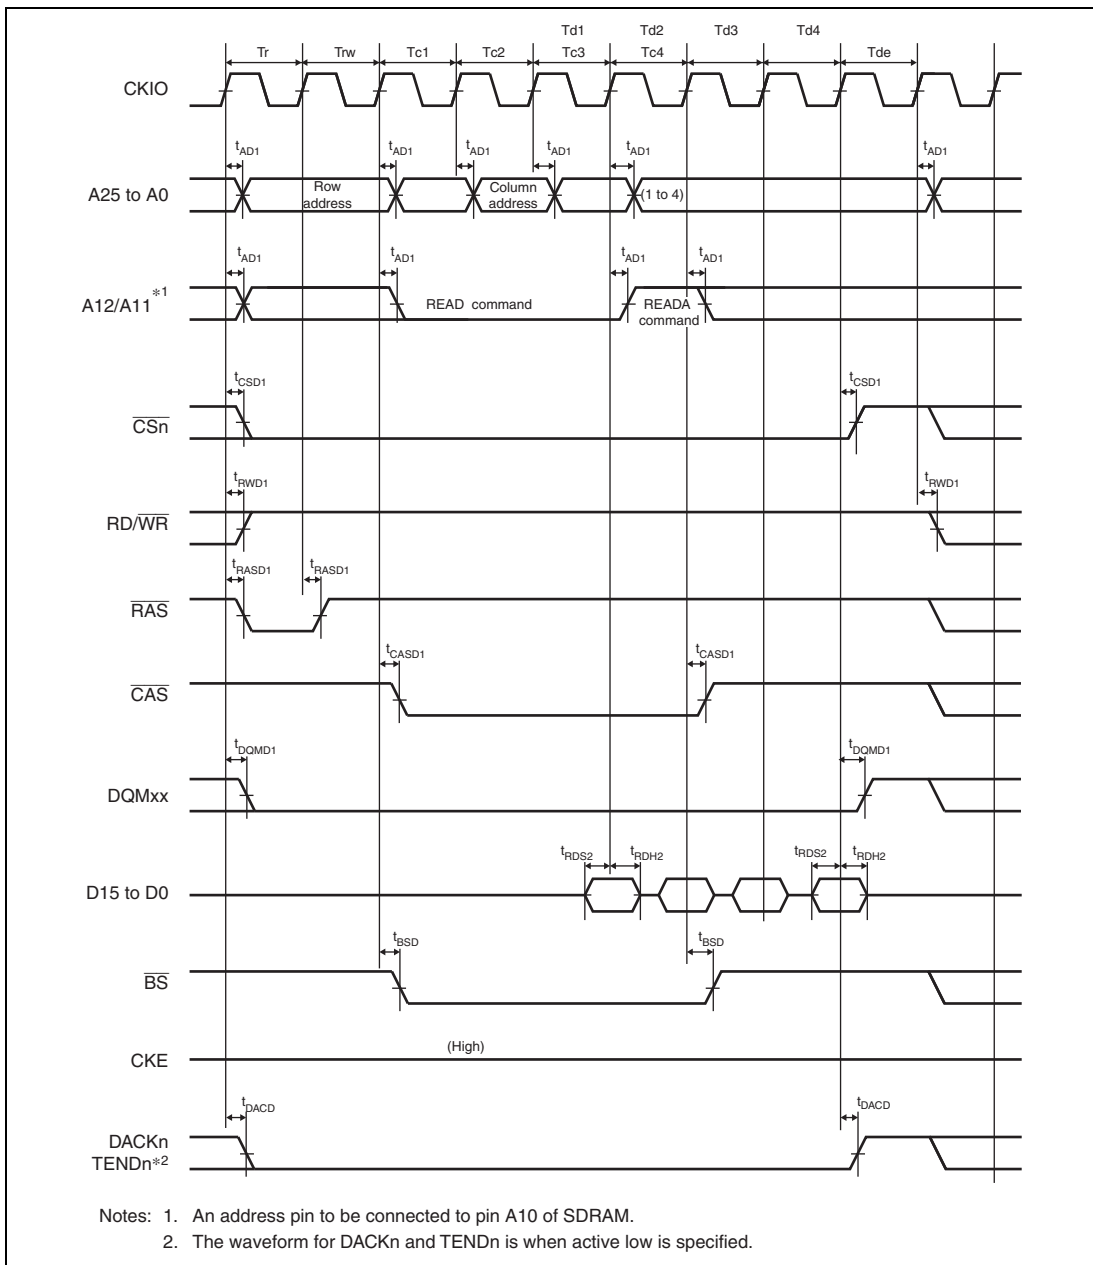 Td1 Td2 Td3 Td4
Tr Trw Tc1 Tc2 Tc3 Tc4 Tde
CKIO
tAD1 tAD1 tAD1 tAD1 tAD1 tAD1
A25 to A0
Row address
Column address
(1 to 4)
tAD1 tAD1 tAD1 tAD1
A12/A11*1
READ command
READA command
tCSD1 tCSD1
CSn
tRWD1 tRWD1
RD/WR
tRASD1 tRASD1
RAS
tCASD1 tCASD1
CAS
tDQMD1 tDQMD1
DQMxx
tRDS2 tRDH2 tRDS2 tRDH2
D15 to D0
tBSD tBSD
BS
(High)
CKE
tDACD tDACD
DACKn
TENDn*2
Notes: 1. An address pin to be connected to pin A10 of SDRAM.
2. The waveform for DACKn and TENDn is when active low is specified.